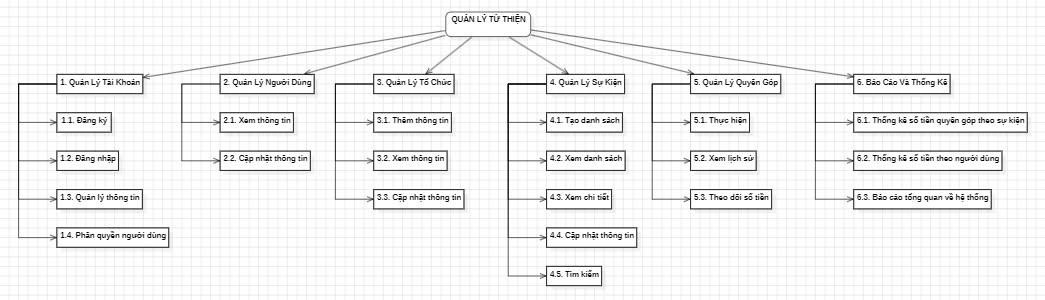 QUẢN LÝ TỪ THIỆN
1. Quản Lý Tài Khoản
2. Quản Lý Người Dùng
3. Quản Lý Tổ Chức
4. Quản Lý Sự Kiện
5. Quản Lý Quyên Góp
6. Báo Cáo Và Thống Kê
1.1. Đăng ký
2.1. Xem thông tin
3.1. Thêm thông tin
4.1. Tạo danh sách
5.1. Thực hiện
6.1. Thống kê số tiền quyên góp theo sự kiện
1.2. Đăng nhập
2.2. Cập nhật thông tin
3.2. Xem thông tin
4.2. Xem danh sách
5.2. Xem lịch sử
6.2. Thống kê số tiền theo người dùng
1.3. Quản lý thông tin
3.3. Cập nhật thông tin
4.3. Xem chi tiết
5.3. Theo dõi số tiền
6.3. Báo cáo tổng quan về hệ thống
1.4. Phân quyền người dùng
4.4. Cập nhật thông tin
4.5. Tìm kiếm